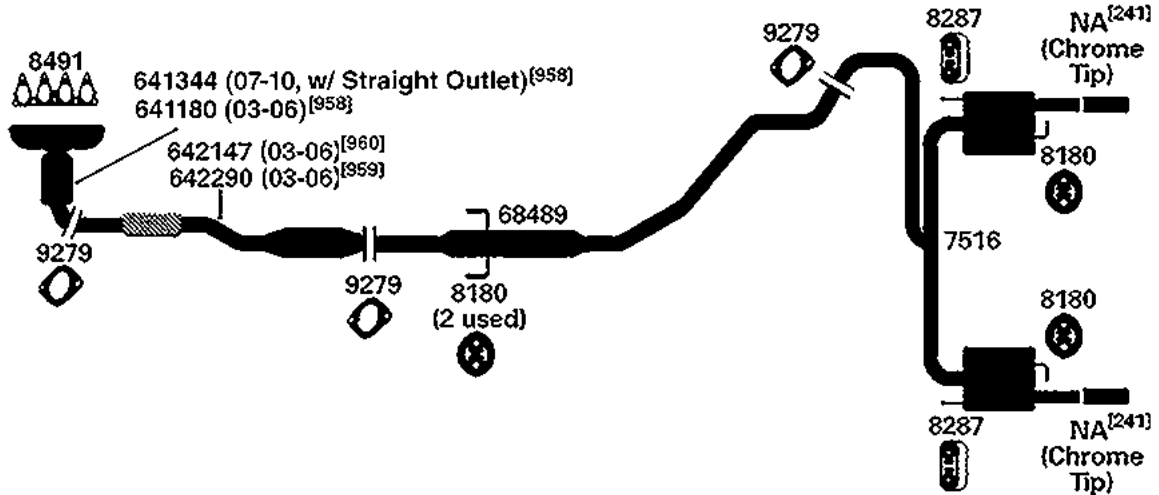 8491
641344 (07-10, w/ Straight Outlet)[958]
641180 (03-06)[958]
642147 (03-06)[960]
642290 (03-06)[959]
9279
9279
68489
8180
(2 used)
9279
8287
NA[241]
(Chrome
Tip)
8180
7516
8180
8287
NA[241]
(Chrome
Tip)